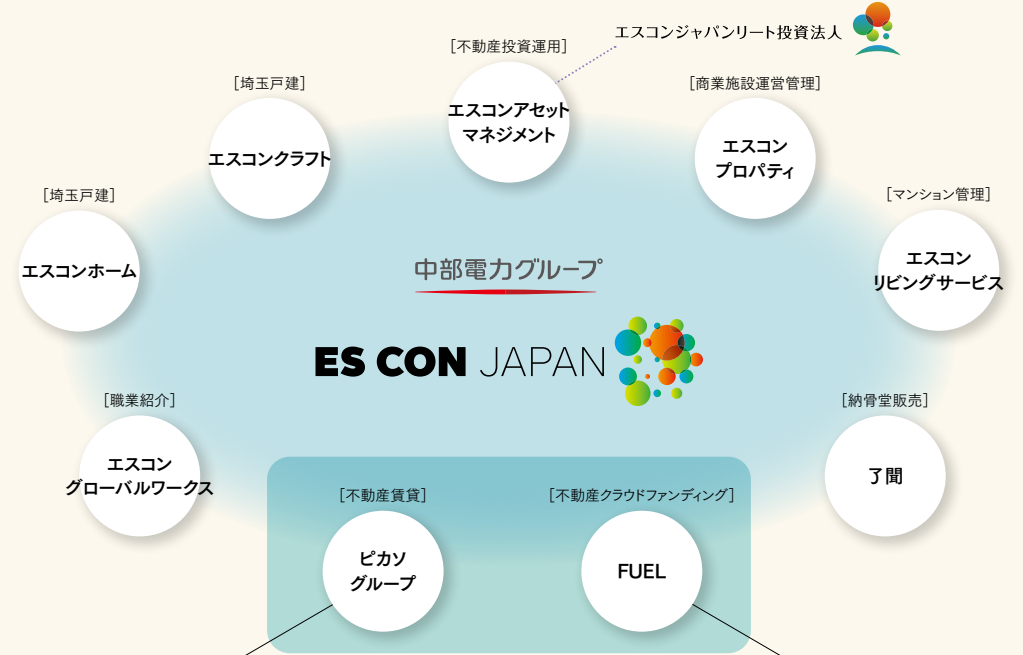 エスコンジャパンリート投資法人
[不動産投資運用]
エスコンアセット
マネジメント
[埼玉戸建]
エスコンクラフト
[商業施設運営管理]
エスコン
プロパティ
[埼玉戸建]
エスコンホーム
[マンション管理]
エスコン
リビングサービス
中部電力グループ
ES CON JAPAN
[職業紹介]
エスコン
グローバルワークス
[納骨堂販売]
了聞
[不動産賃貸]
ピカソ
グループ
[不動産クラウドファンディング]
FUEL